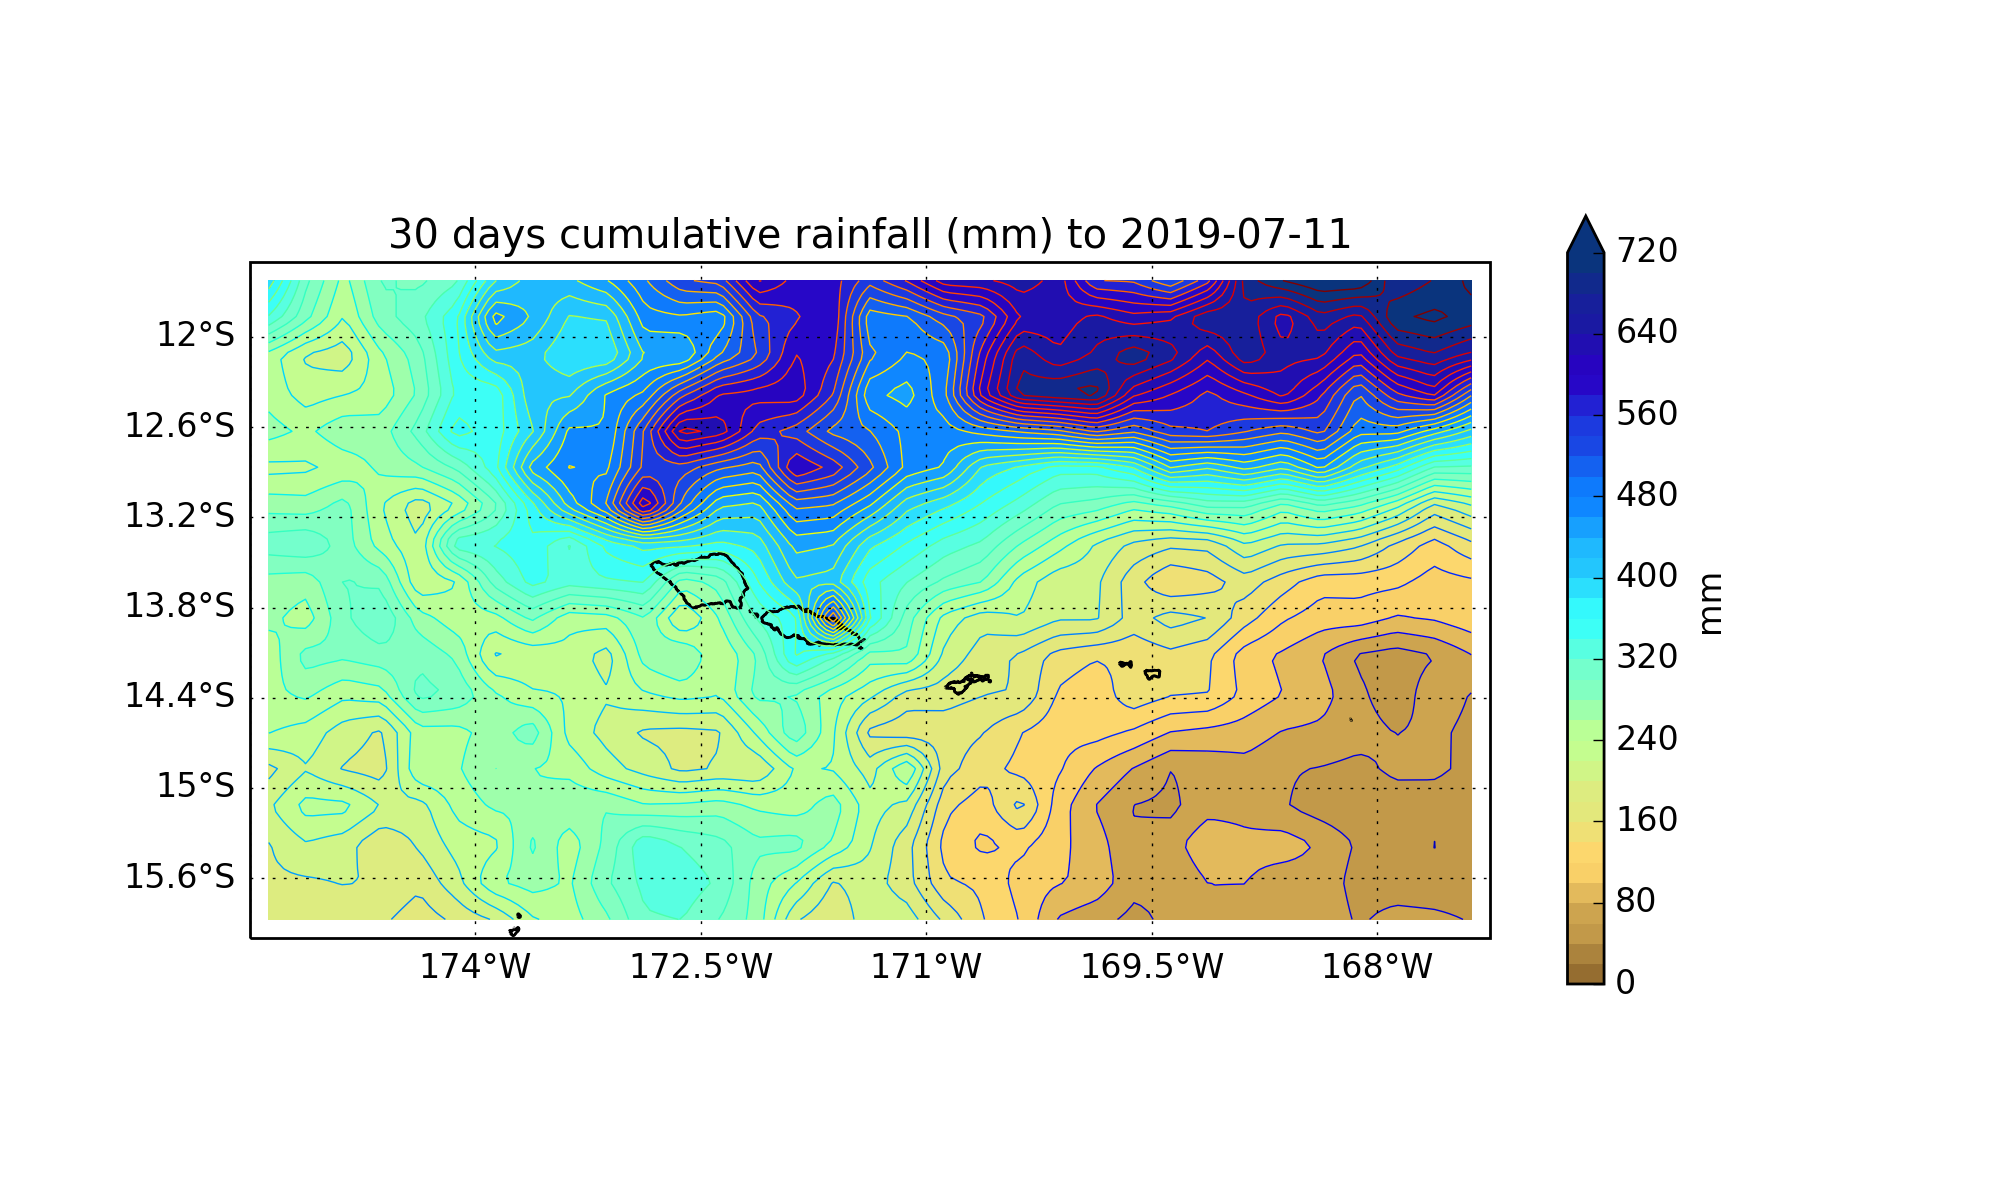 30 days cumulative rainfall (mm) to 2019-07-11
12°S
12.6°S
13.2°S
13.8°S
14.4°S
15°S
15.6°S
174°W
172.5°W
171°W
169.5°W
168°W
720
640
560
480
400
320
240
160
80
0
mm